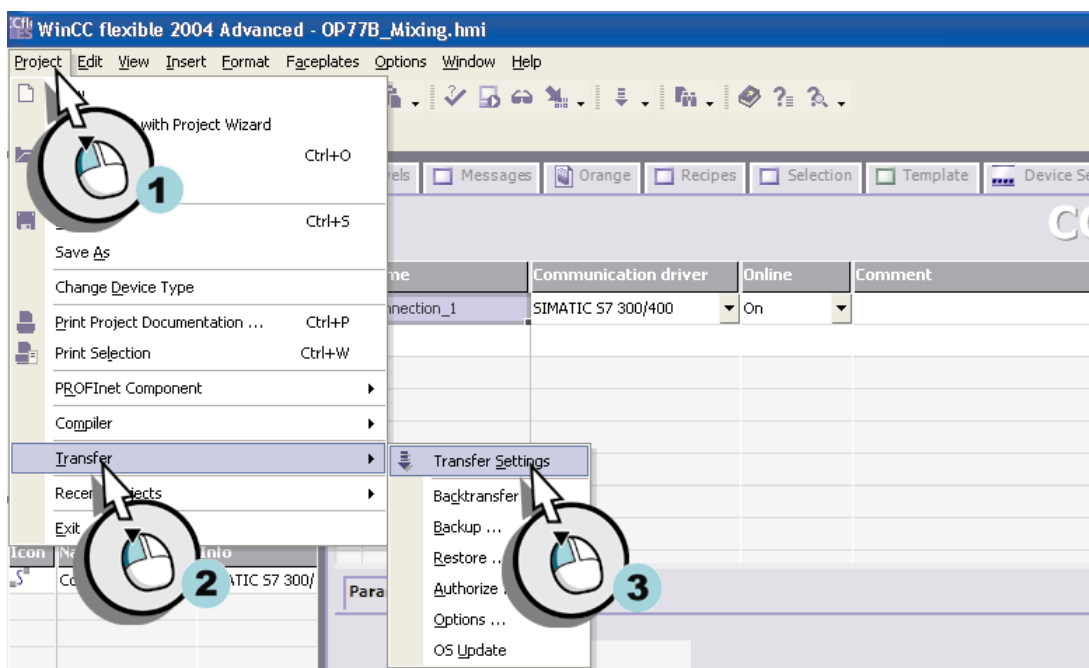 WinCC flexible 2004 Advanced - OP77B_Mixing.hmi
Project Edit View Insert Format Faceplates Options Window Help
with Project Wizard
Ctrl+O
1
Messages Orange Recipes Selection Template Device Se
Ctrl+S
Save As
Communication driver Online Comment
Change Device Type
SIMATIC S7 300/400 On
Print Project Documentation ... Ctrl+P
Print Selection Ctrl+W
PROFInet Component
Compiler
Transfer
Transfer Settings
Recent Projects
Backtransfer
Exit
Backup ...
Icon Info
Restore ...
2
3
Authorize
Options ...
OS Update